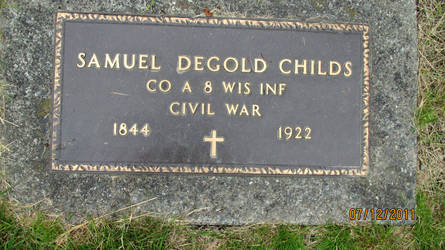 SAMUEL DEGOLD CHILDS
CO A 8 WIS INF
CIVIL WAR
1844 1922
07/12/2011